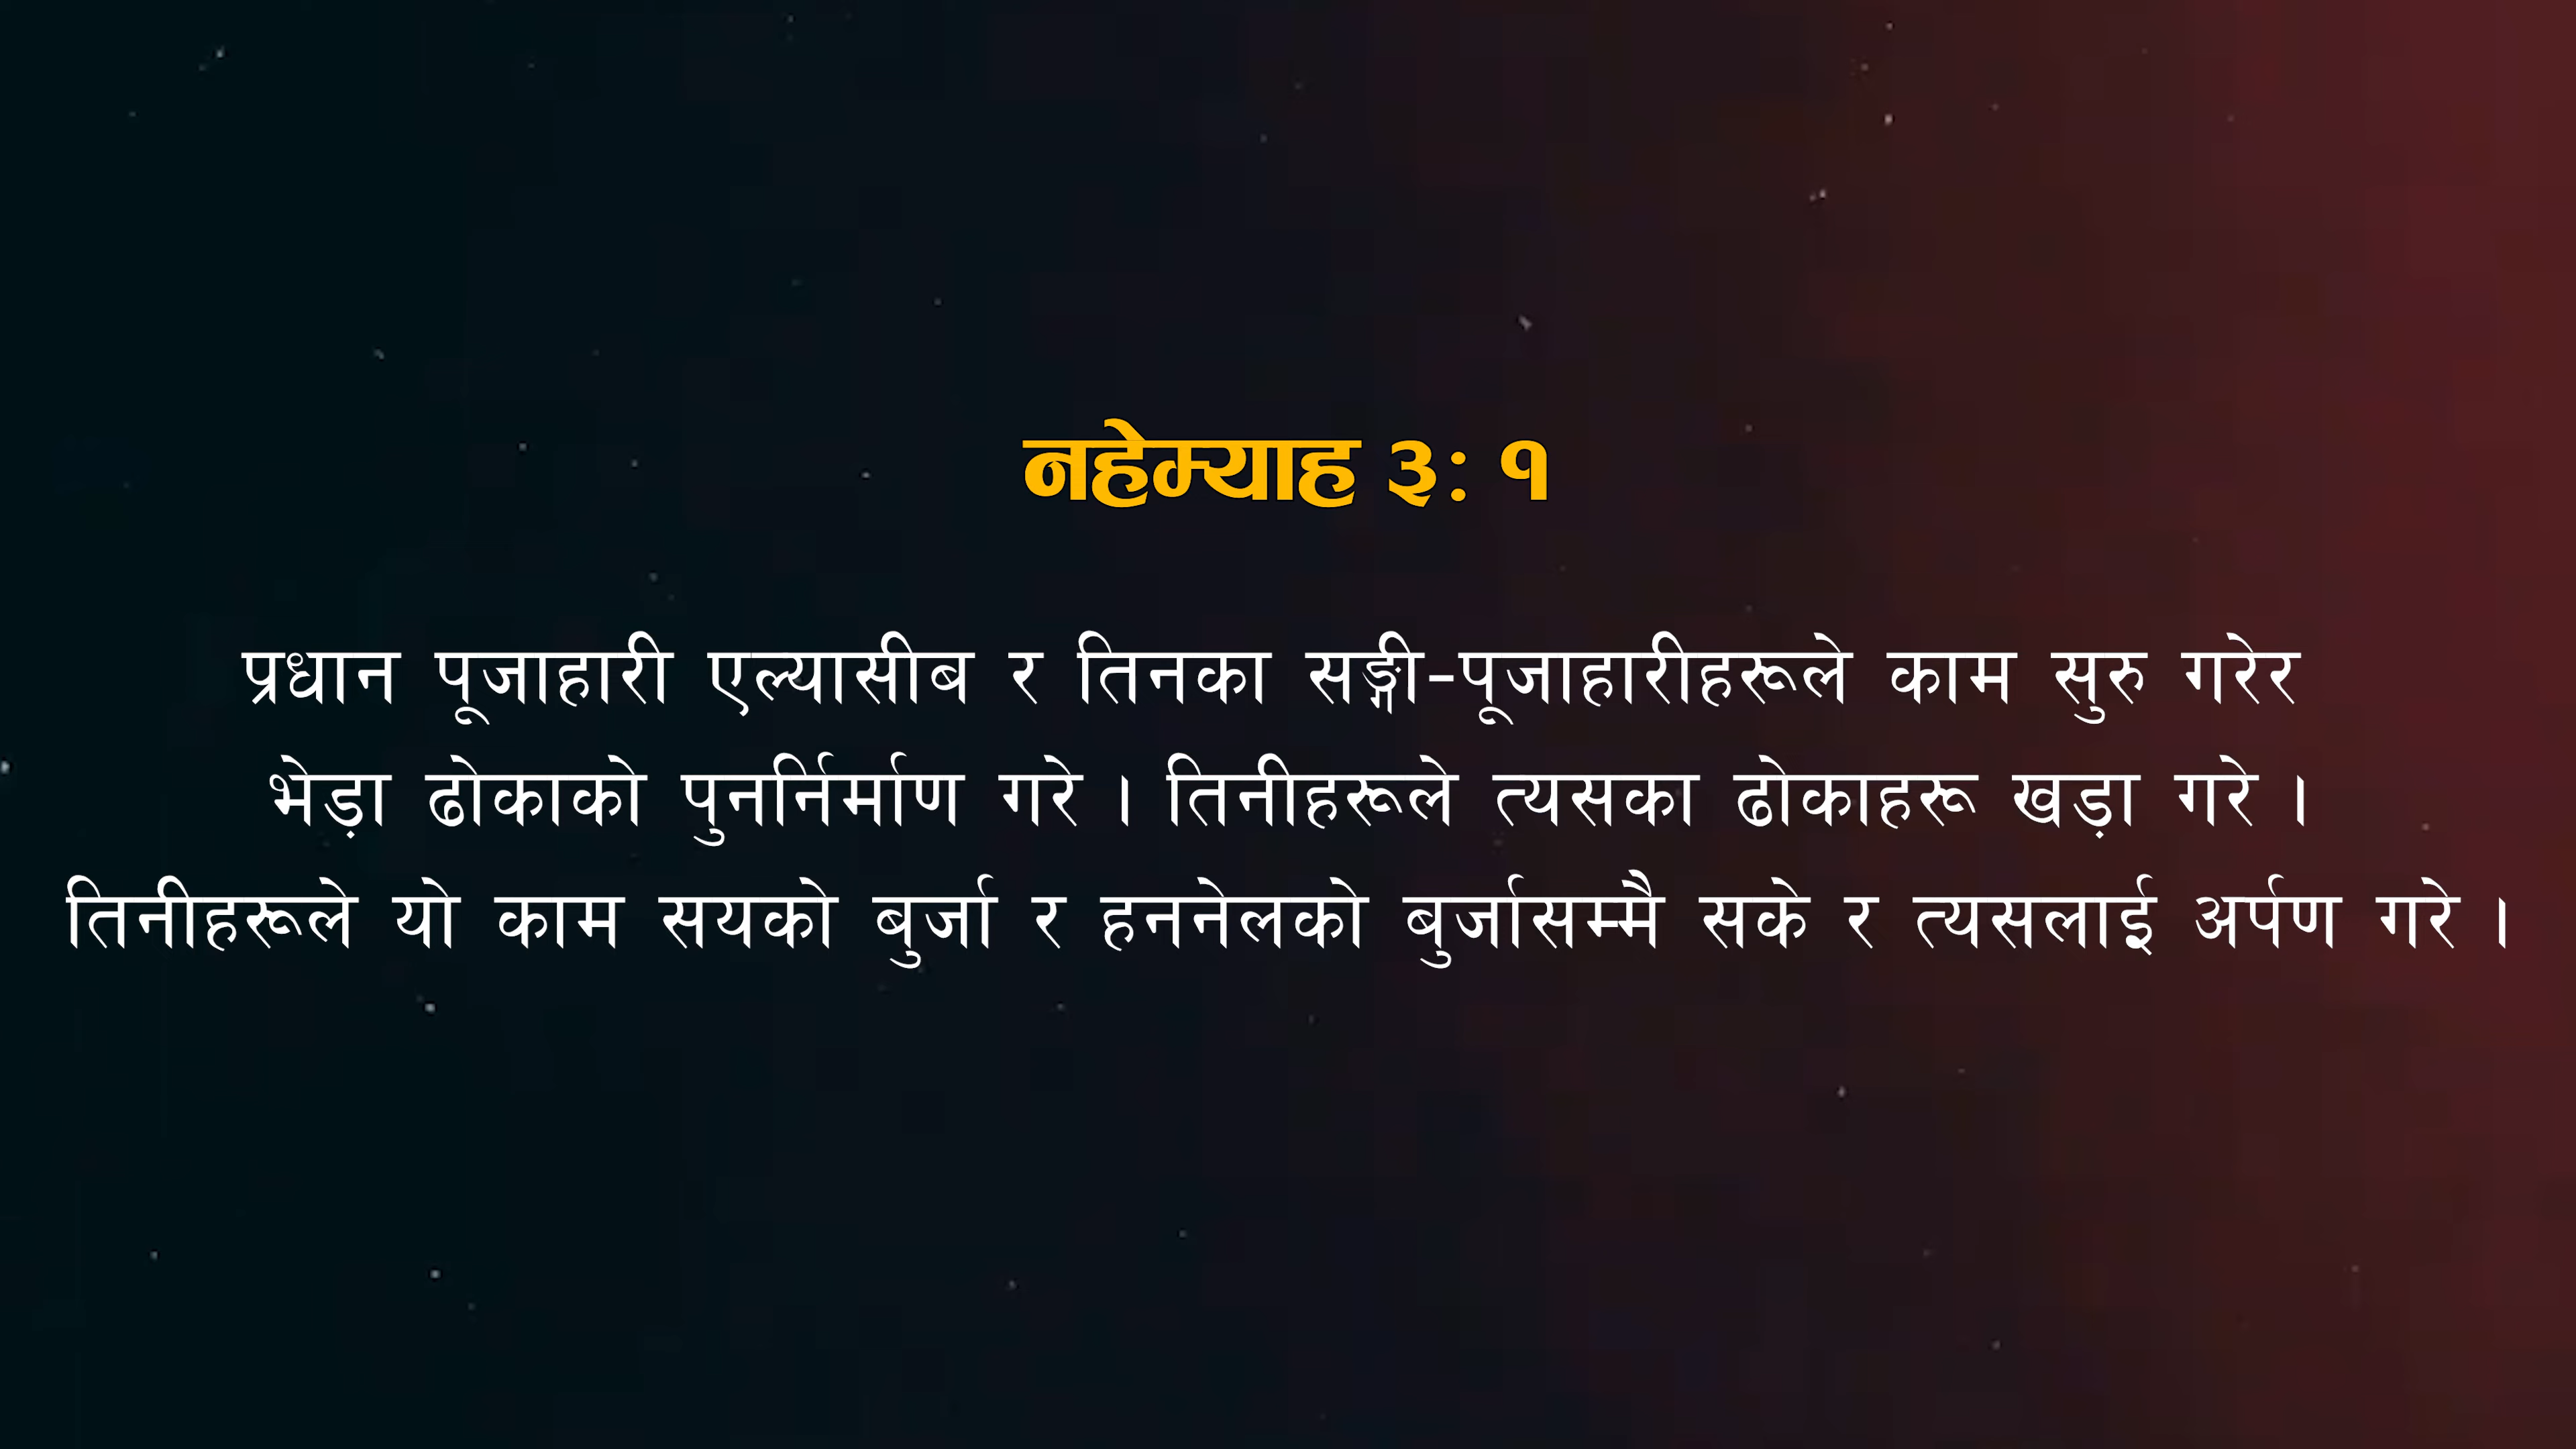 नहेम्याह ३: १
प्रधान पूजाहारी एल्यासीब र तिनका सङ्गी-पूजाहारीहरूले काम सुरु गरेर
भेड़ा ढोकाको पुनर्निर्माण गरे । तिनीहरूले त्यसका ढोकाहरू खड़ा गरे ।
तिनीहरूले यो काम सयको बुर्जा र हननेलको बुर्जासम्मै सके र त्यसलाई अर्पण गरे ।